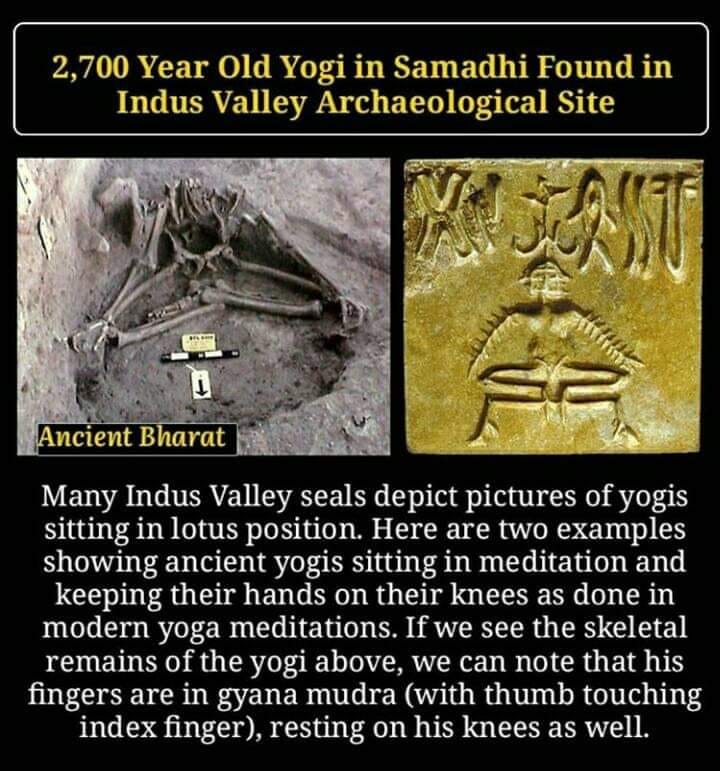 2,700 Year Old Yogi in Samadhi Found in
Indus Valley Archaeological Site
Ancient Bharat
Many Indus Valley seals depict pictures of yogis
sitting in lotus position. Here are two examples
showing ancient yogis sitting in meditation and
keeping their hands on their knees as done in
modern yoga meditations. If we see the skeletal
remains of the yogi above, we can note that his
fingers are in gyana mudra (with thumb touching
index finger), resting on his knees as well.